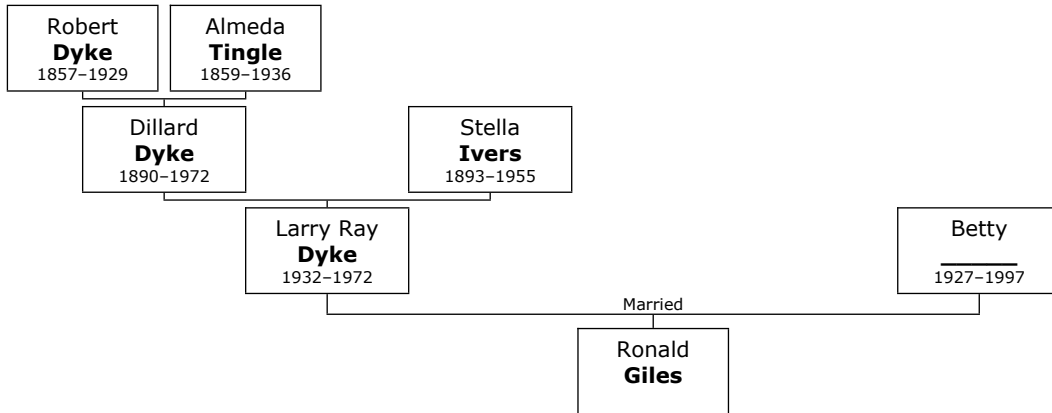 Robert
Dyke
1857–1929
Almeda
Tingle
1859–1936
Dillard
Dyke
1890–1972
Stella
Ivers
1893–1955
Larry Ray
Dyke
1932–1972
Betty
______
1927–1997
Married
Ronald
Giles